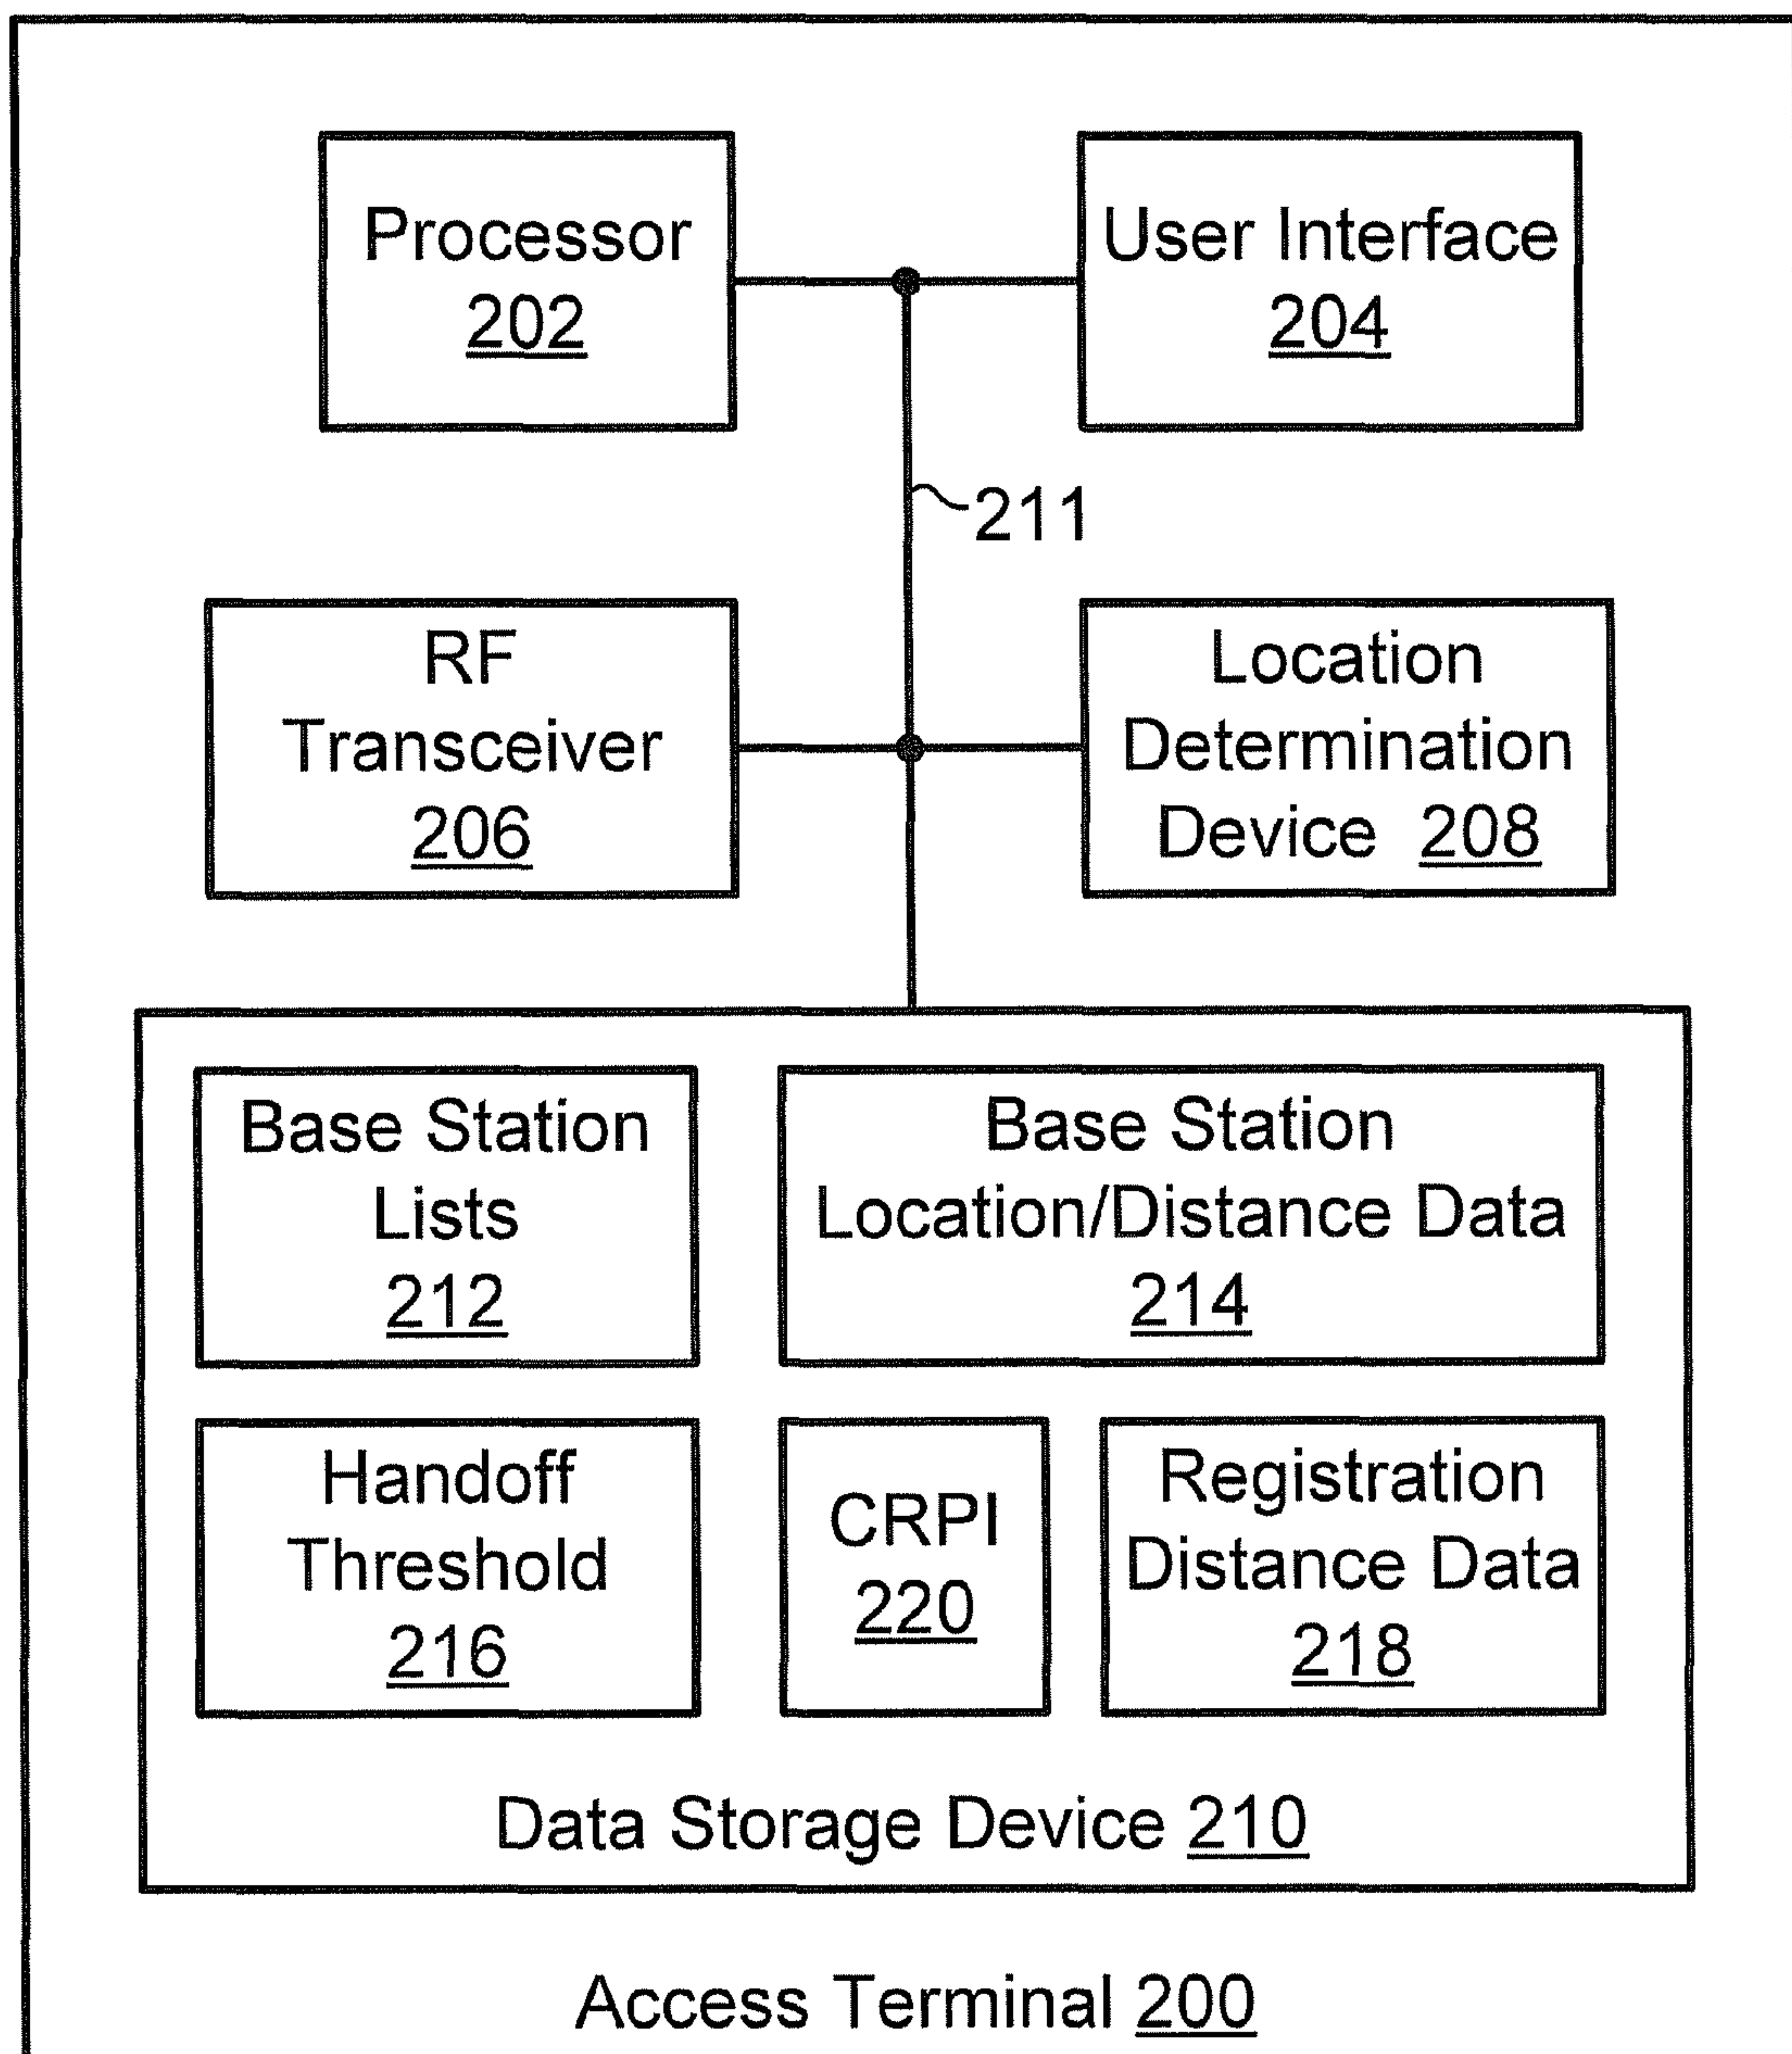 Processor
202
User Interface
204
211
RF
Transceiver
206
Location
Determination
Device 208
Base Station
Lists
212
Base Station
Location/Distance Data
214
Handoff
Threshold
216
CRPI
220
Registration
Distance Data
218
Data Storage Device 210
Access Terminal 200